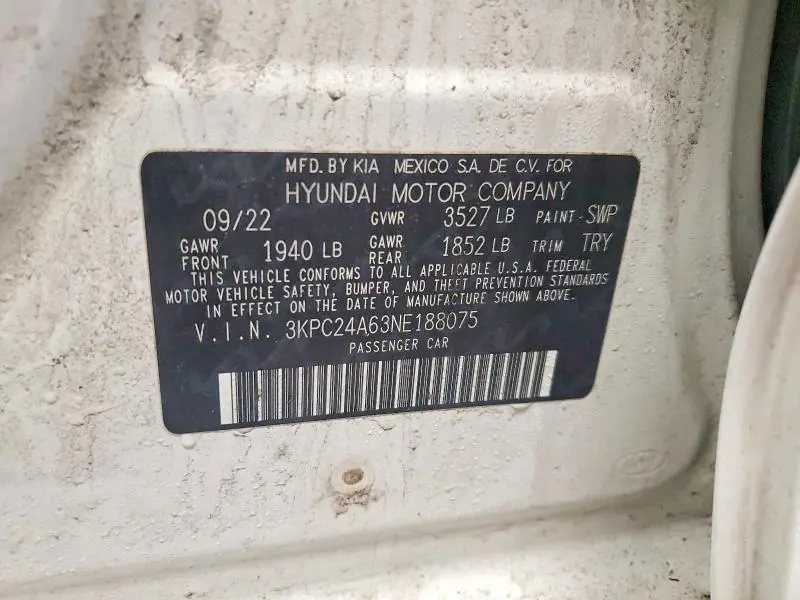 MFD. BY KIA MEXICO S.A. DE C.V. FOR
HYUNDAI MOTOR COMPANY
09/22 GVWR 3527 LB PAINT-SWP
GAWR FRONT 1940 LB GAWR REAR 1852 LB TRIM TRY
THIS VEHICLE CONFORMS TO ALL APPLICABLE U.S.A. FEDERAL
MOTOR VEHICLE SAFETY, BUMPER, AND THEFT PREVENTION STANDARDS
IN EFFECT ON THE DATE OF MANUFACTURE SHOWN ABOVE.
V.I.N. 3KPC24A63NE188075
PASSENGER CAR